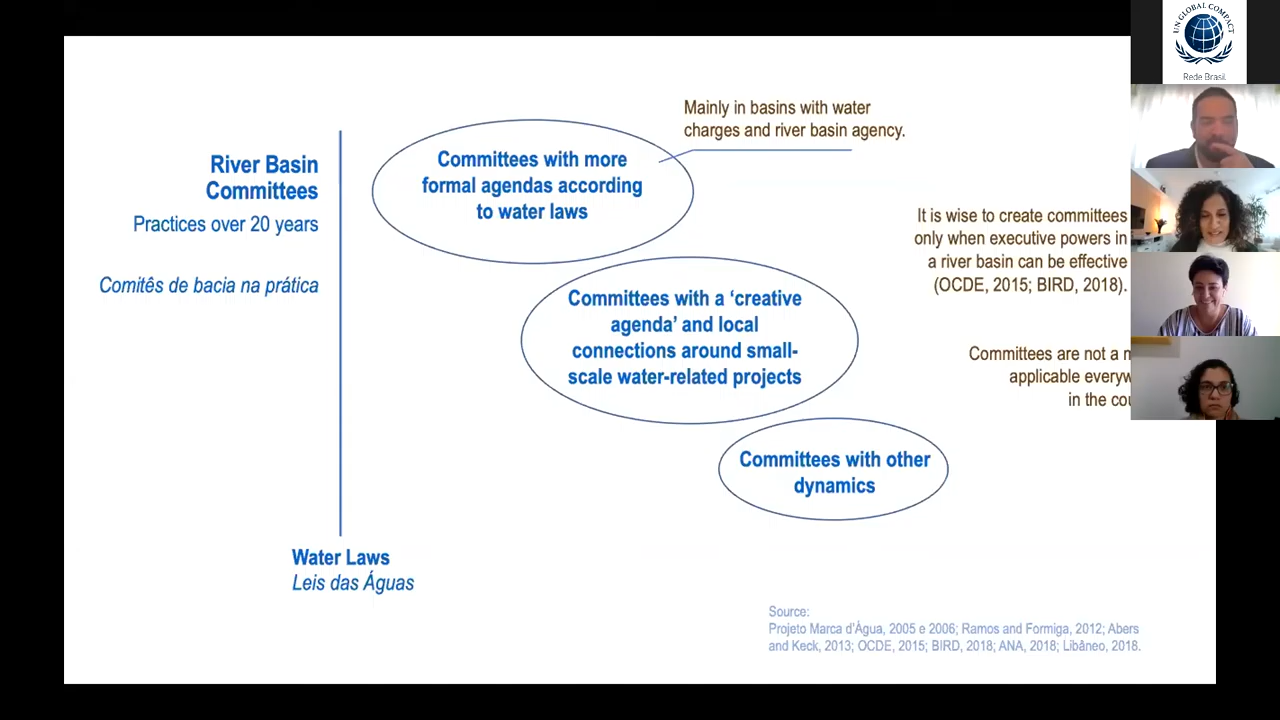 UN GLOBAL COMPACT
Rede Brasil
Mainly in basins with water
charges and river basin agency.
River Basin
Committees
Practices over 20 years
Comitês de bacia na prática
Committees with more
formal agendas according
to water laws
It is wise to create committees
only when executive powers in
a river basin can be effective
(OCDE, 2015; BIRD, 2018).
Committees with a ‘creative
agenda’ and local
connections around small-
scale water-related projects
Committees are not a
applicable
in the
Committees with other
dynamics
Water Laws
Leis das Águas
Source:
Projeto Marca d'Água, 2005 e 2006; Ramos and Formiga, 2012; Abers
and Keck, 2013; OCDE, 2015; BIRD, 2018; ANA, 2018; Libâneo, 2018.